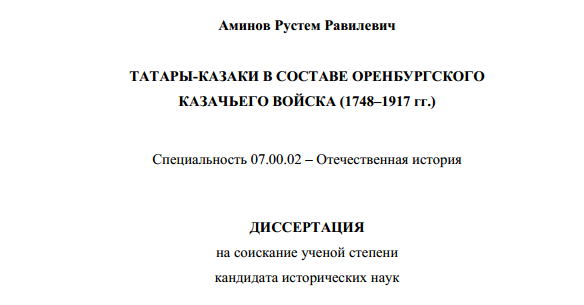 Аминов Рустем Равилевич
ТАТАРЫ-КАЗАКИ В СОСТАВЕ ОРЕНБУРГСКОГО
КАЗАЧЬЕГО ВОЙСКА (1748–1917 гг.)
Специальность 07.00.02 – Отечественная история
ДИССЕРТАЦИЯ
на соискание ученой степени
кандидата исторических наук